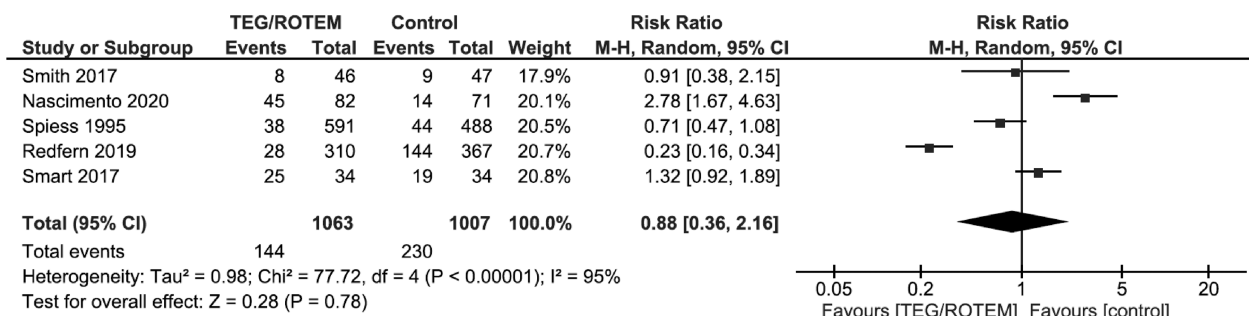 TEG/ROTEM Control Risk Ratio Risk Ratio
Study or Subgroup Events Total Events Total Weight M-H, Random, 95% CI M-H, Random, 95% CI
Smith 2017 8 46 9 47 17.9% 0.91 [0.38, 2.15]
Nascimento 2020 45 82 14 71 20.1% 2.78 [1.67, 4.63]
Spiess 1995 38 591 44 488 20.5% 0.71 [0.47, 1.08]
Redfern 2019 28 310 144 367 20.7% 0.23 [0.16, 0.34]
Smart 2017 25 34 19 34 20.8% 1.32 [0.92, 1.89]
Total (95% CI) 1063 1007 100.0% 0.88 [0.36, 2.16]
Total events 144 230
Heterogeneity: Tau² = 0.98; Chi² = 77.72, df = 4 (P < 0.00001); I² = 95%
Test for overall effect: Z = 0.28 (P = 0.78)
0.05 0.2 1 5 20
Favours [TEG/ROTEM] Favours [control]